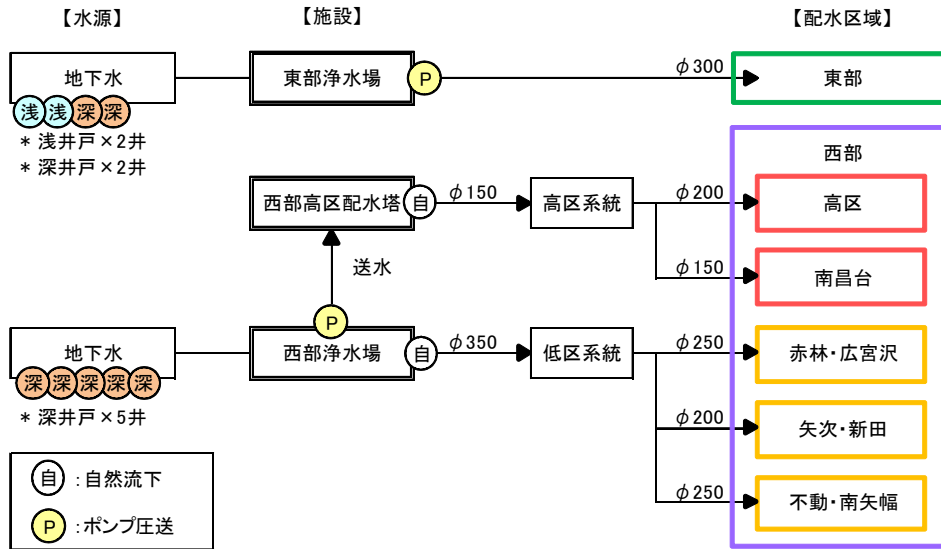 【水源】
【施設】
【配水区域】
地下水
東部浄水場
P
φ300
東部
浅 浅 深 深
*浅井戸×2井
*深井戸×2井
西部
西部高区配水塔
自
φ150
高区系統
φ200
高区
送水
φ150
南昌台
P
地下水
西部浄水場
自
φ350
低区系統
φ250
赤林・広宮沢
深 深 深 深 深
*深井戸×5井
φ200
矢次・新田
自 :自然流下
φ250
不動・南矢幅
P :ポンプ圧送